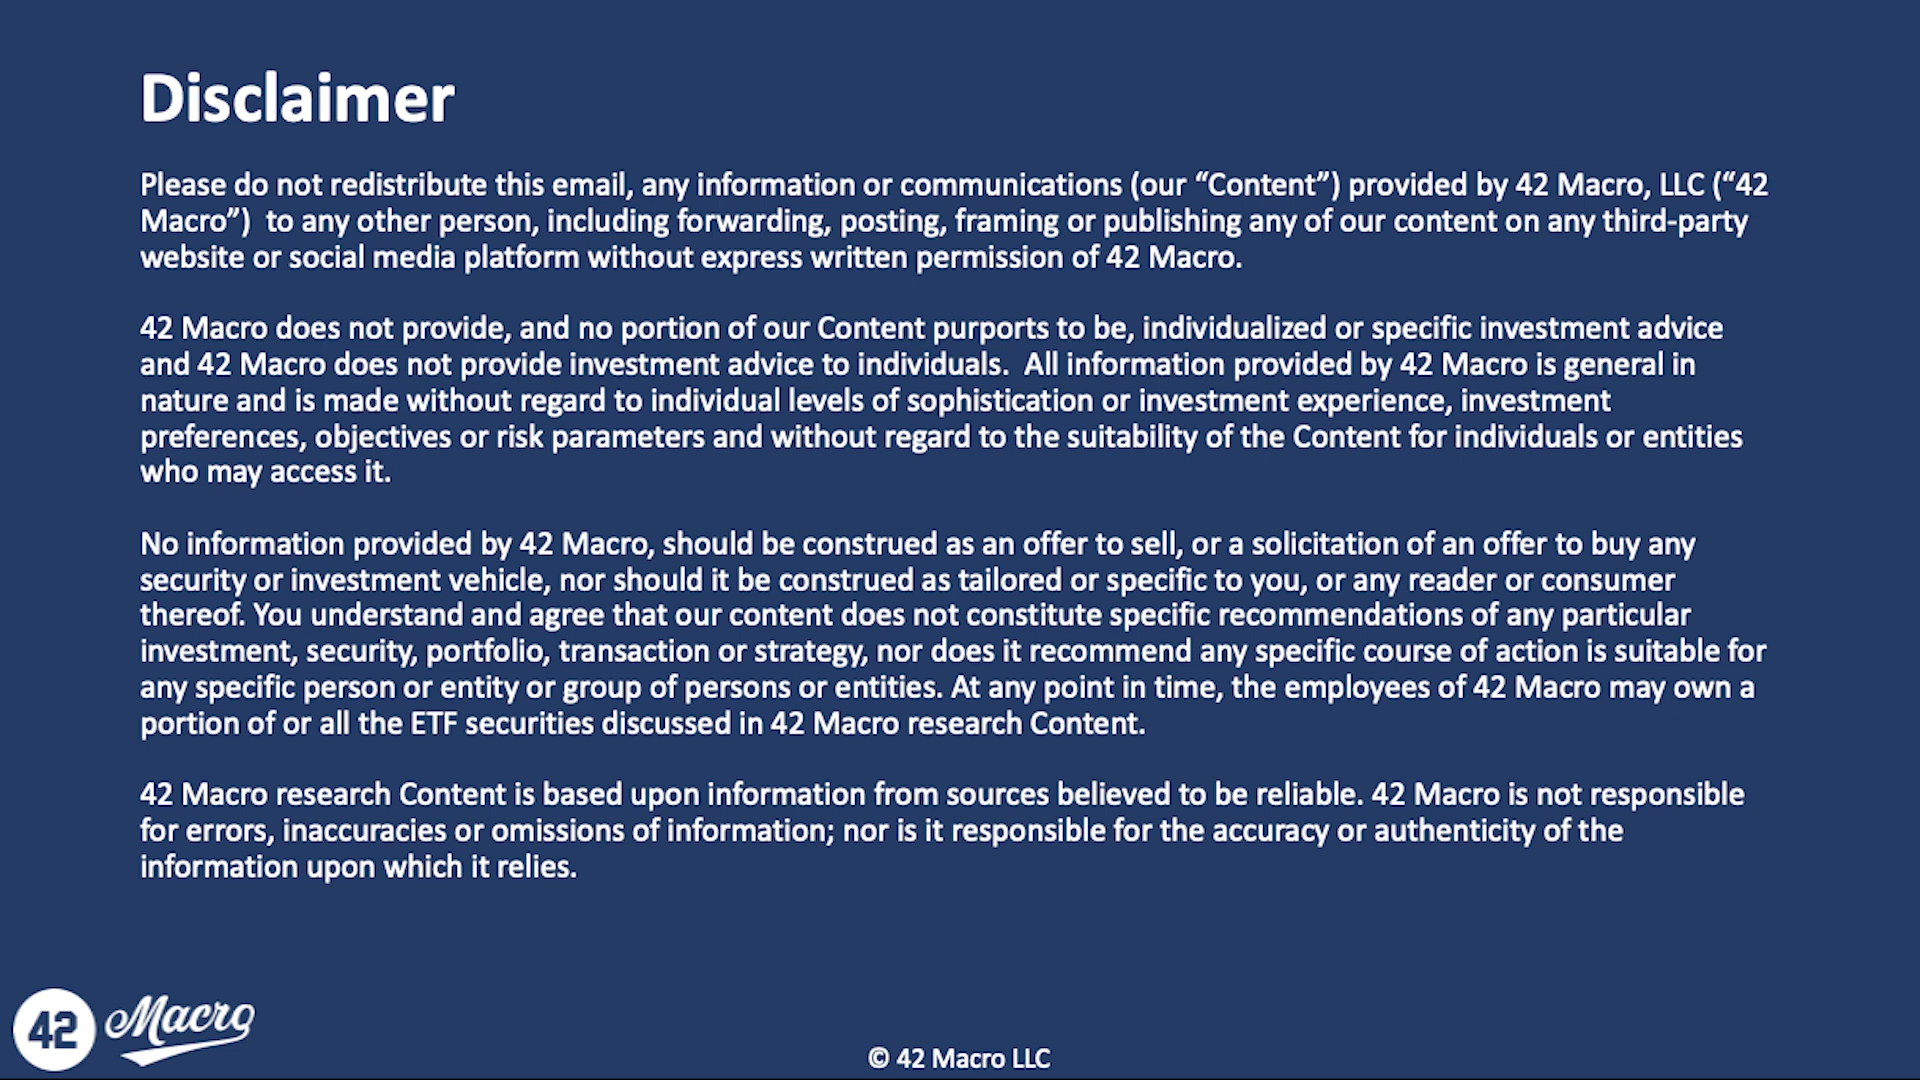 Disclaimer
Please do not redistribute this email, any information or communications (our “Content”) provided by 42 Macro, LLC (“42
Macro”)  to any other person, including forwarding, posting, framing or publishing any of our content on any third-party
website or social media platform without express written permission of 42 Macro.
42 Macro does not provide, and no portion of our Content purports to be, individualized or specific investment advice
and 42 Macro does not provide investment advice to individuals.  All information provided by 42 Macro is general in
nature and is made without regard to individual levels of sophistication or investment experience, investment
preferences, objectives or risk parameters and without regard to the suitability of the Content for individuals or entities
who may access it.
No information provided by 42 Macro, should be construed as an offer to sell, or a solicitation of an offer to buy any
security or investment vehicle, nor should it be construed as tailored or specific to you, or any reader or consumer
thereof. You understand and agree that our content does not constitute specific recommendations of any particular
investment, security, portfolio, transaction or strategy, nor does it recommend any specific course of action is suitable for
any specific person or entity or group of persons or entities. At any point in time, the employees of 42 Macro may own a
portion of or all the ETF securities discussed in 42 Macro research Content.
42 Macro research Content is based upon information from sources believed to be reliable. 42 Macro is not responsible
for errors, inaccuracies or omissions of information; nor is it responsible for the accuracy or authenticity of the
information upon which it relies.
42 Macro
© 42 Macro LLC